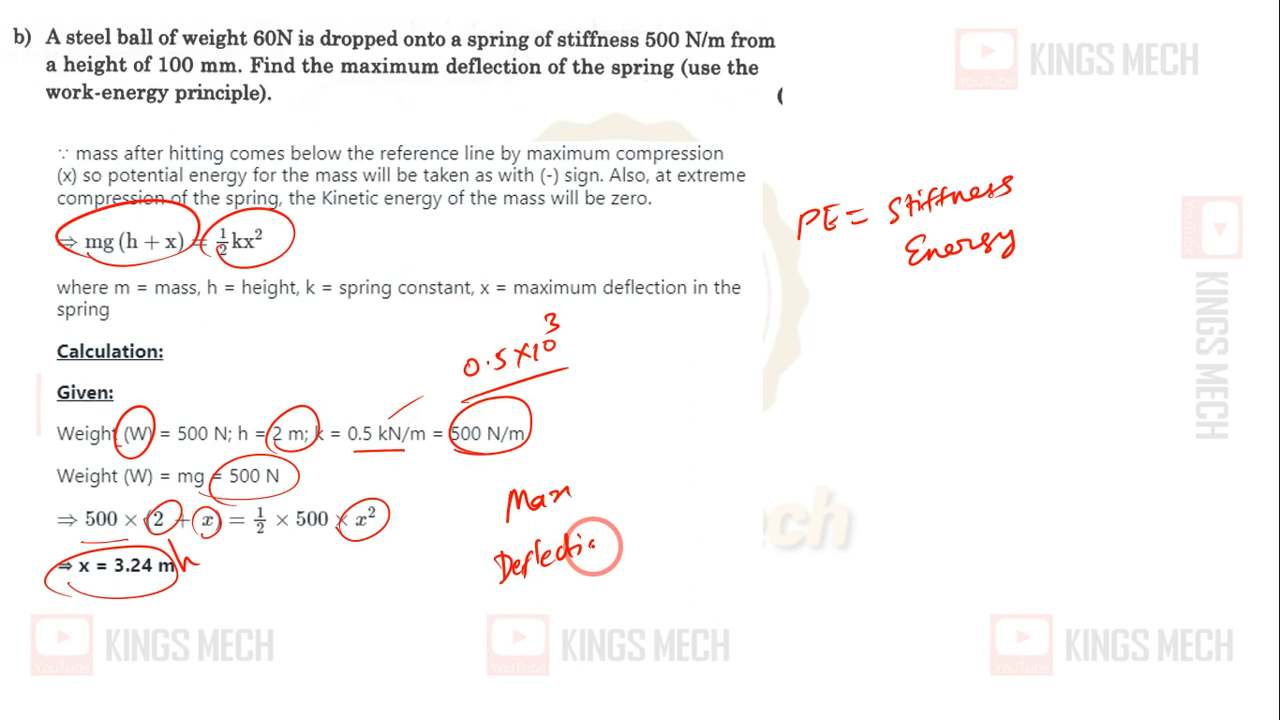 b) A steel ball of weight 60N is dropped onto a spring of stiffness 500 N/m from
a height of 100 mm. Find the maximum deflection of the spring (use the
work-energy principle).
(
KINGS MECH
YouTube
∵ mass after hitting comes below the reference line by maximum compression
(x) so potential energy for the mass will be taken as with (-) sign. Also, at extreme
compression of the spring, the Kinetic energy of the mass will be zero.
PE = Stiffness
Energy
⇒ mg (h + x) = ½kx²
where m = mass, h = height, k = spring constant, x = maximum deflection in the
spring
KINGS MECH
YouTube
0.5×10³
Calculation:
Given:
Weight (W) = 500 N; h = 2 m; k = 0.5 kN/m = 500 N/m
Weight (W) = mg = 500 N
Max
⇒ 500 × (2 + x) = ½ × 500 × x²
ch
Deflectio
⇒ x = 3.24 m
h
KINGS MECH
YouTube
KINGS MECH
YouTube
KINGS MECH
YouTube